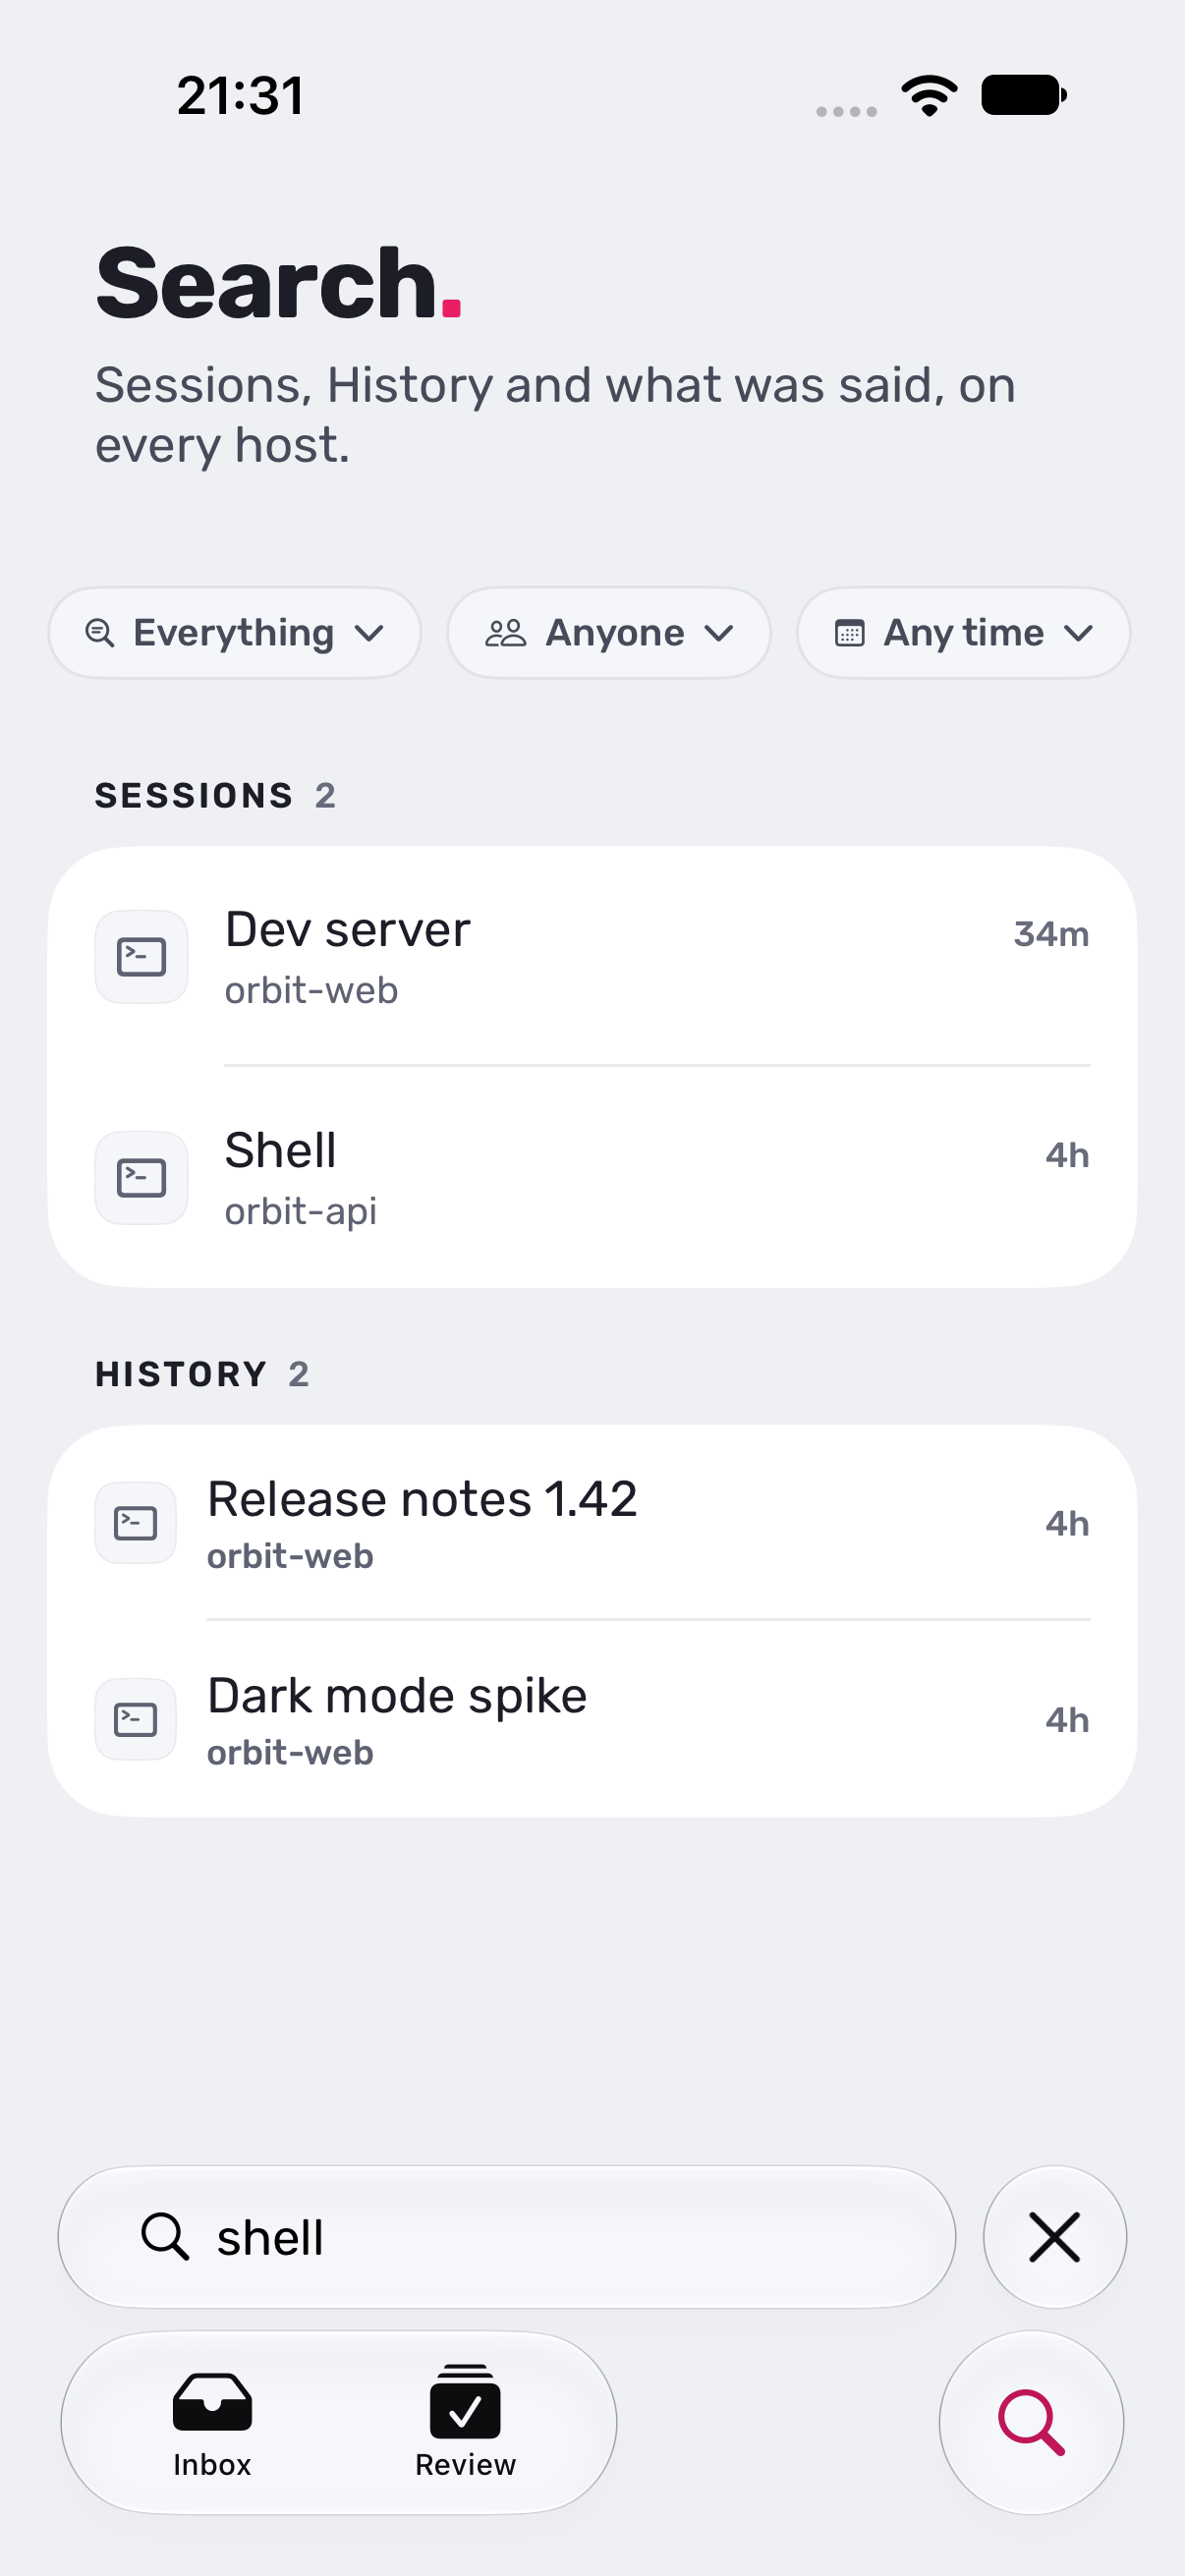 21:31
Search.
Sessions, History and what was said, on
every host.
Everything
Anyone
Any time
SESSIONS 2
Dev server
34m
orbit-web
Shell
4h
orbit-api
HISTORY 2
Release notes 1.42
4h
orbit-web
Dark mode spike
4h
orbit-web
shell
Inbox
Review